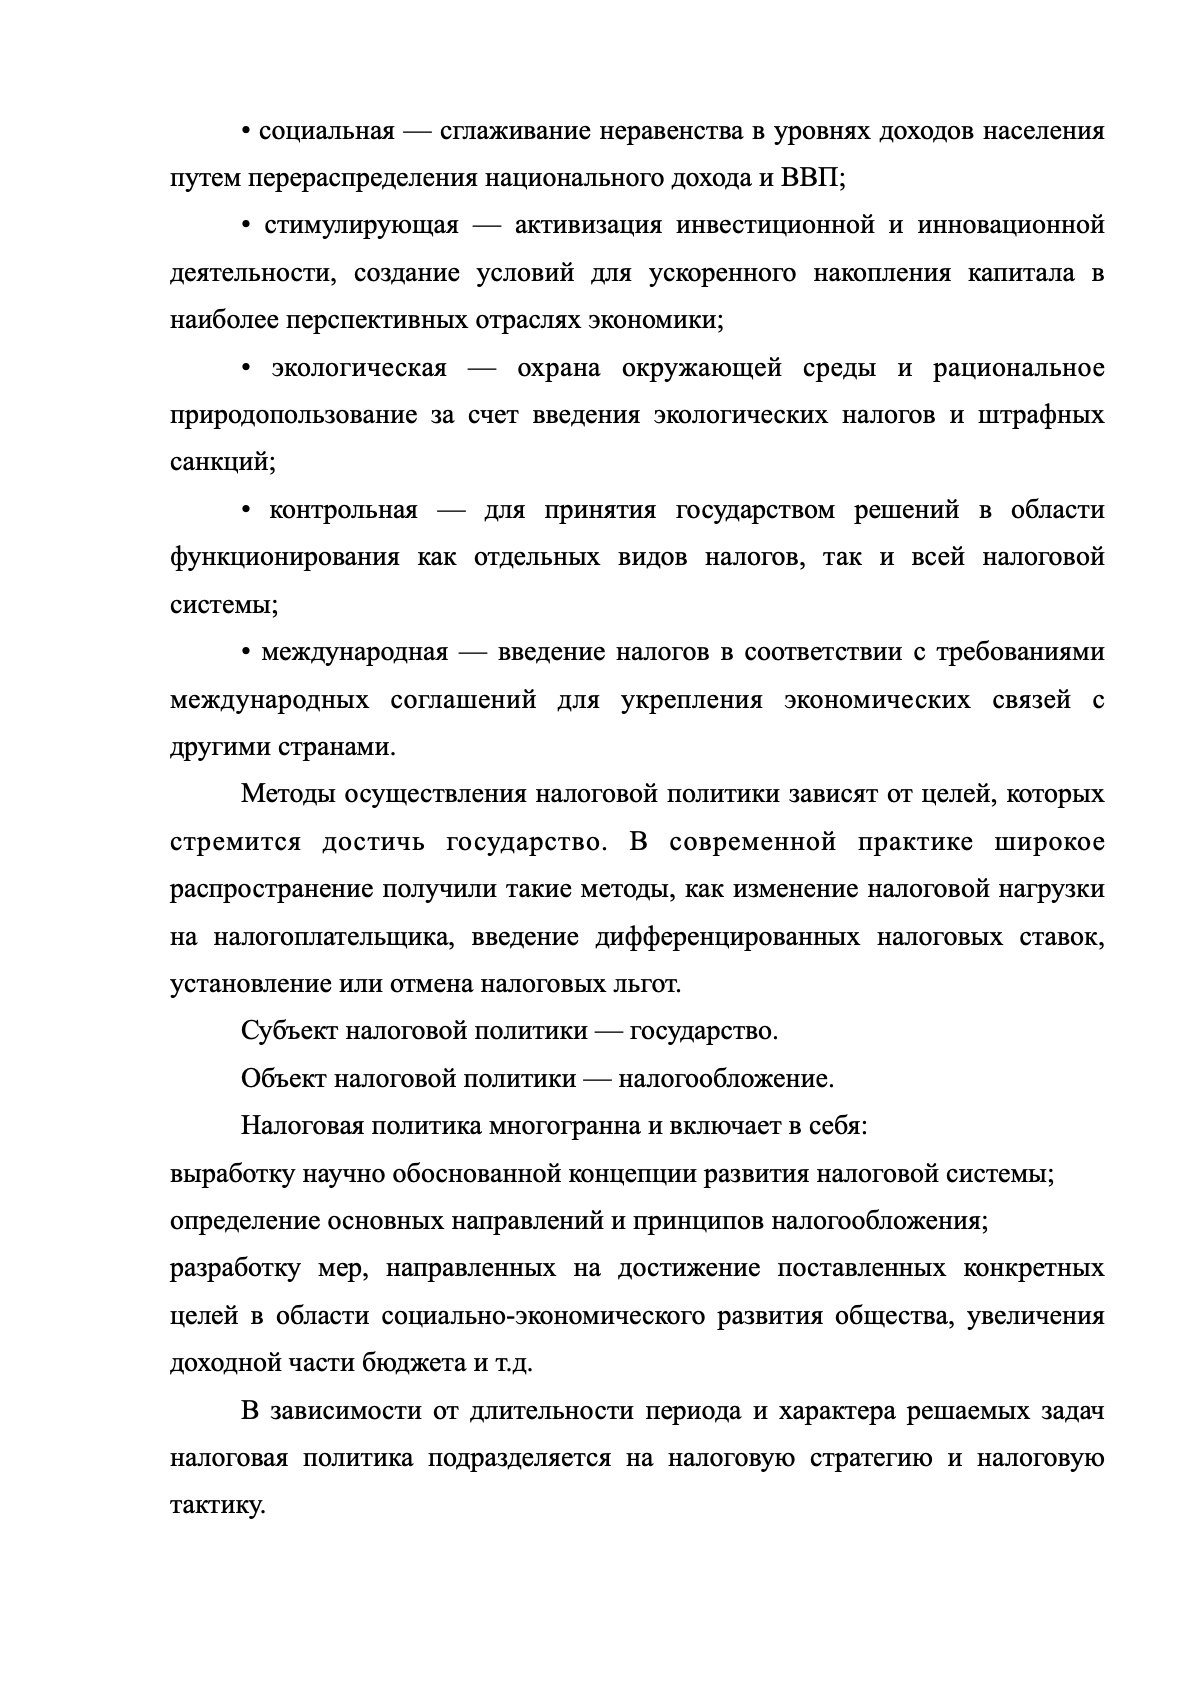 • социальная — сглаживание неравенства в уровнях доходов населения
путем перераспределения национального дохода и ВВП;
• стимулирующая — активизация инвестиционной и инновационной
деятельности, создание условий для ускоренного накопления капитала в
наиболее перспективных отраслях экономики;
• экологическая — охрана окружающей среды и рациональное
природопользование за счет введения экологических налогов и штрафных
санкций;
• контрольная — для принятия государством решений в области
функционирования как отдельных видов налогов, так и всей налоговой
системы;
• международная — введение налогов в соответствии с требованиями
международных соглашений для укрепления экономических связей с
другими странами.
Методы осуществления налоговой политики зависят от целей, которых
стремится достичь государство. В современной практике широкое
распространение получили такие методы, как изменение налоговой нагрузки
на налогоплательщика, введение дифференцированных налоговых ставок,
установление или отмена налоговых льгот.
Субъект налоговой политики — государство.
Объект налоговой политики — налогообложение.
Налоговая политика многогранна и включает в себя:
выработку научно обоснованной концепции развития налоговой системы;
определение основных направлений и принципов налогообложения;
разработку мер, направленных на достижение поставленных конкретных
целей в области социально-экономического развития общества, увеличения
доходной части бюджета и т.д.
В зависимости от длительности периода и характера решаемых задач
налоговая политика подразделяется на налоговую стратегию и налоговую
тактику.